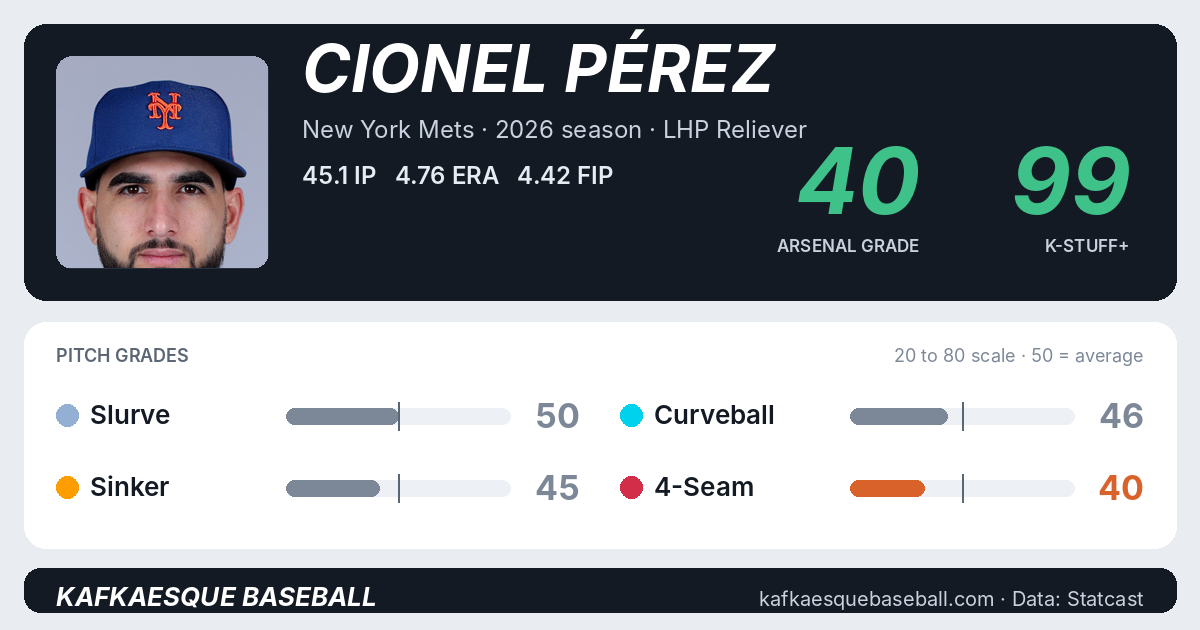 CIONEL PÉREZ
New York Mets · 2026 season · LHP Reliever
45.1 IP 4.76 ERA 4.42 FIP
40 99
ARSENAL GRADE K-STUFF+
PITCH GRADES 20 to 80 scale · 50 = average
Slurve 50 Curveball 46
Sinker 45 4-Seam 40
KAFKAESQUE BASEBALL kafkaesquebaseball.com · Data: Statcast